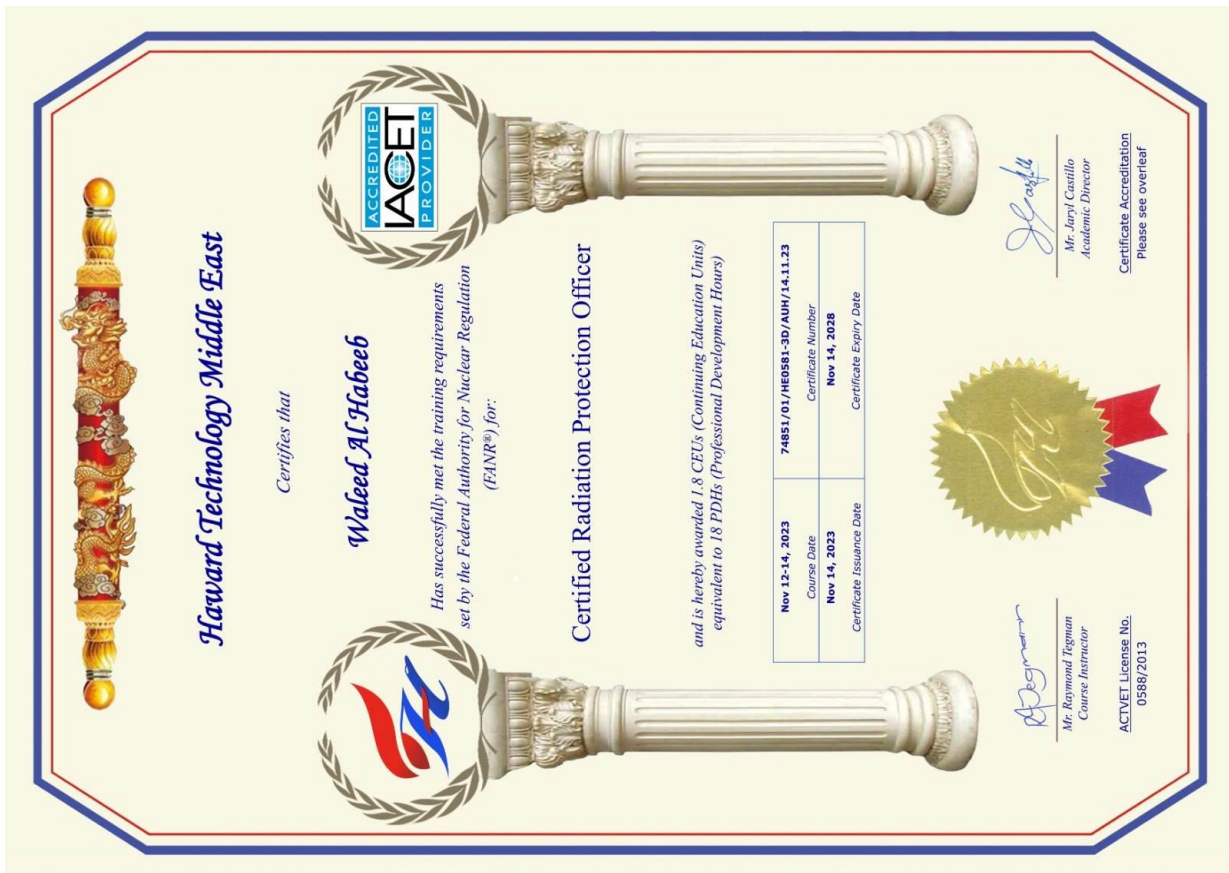 Haward Technology Middle East
Certifies that
Waleed Al Habeeb
ACCREDITED
IACET
PROVIDER
Has successfully met the training requirements
set by the Federal Authority for Nuclear Regulation
(FANR®) for:
Certified Radiation Protection Officer
and is hereby awarded 1.8 CEUs (Continuing Education Units)
equivalent to 18 PDHs (Professional Development Hours)
Nov 12-14, 2023 74851/01/HE0581-3D/AUH/14.11.23
Course Date Certificate Number
Nov 14, 2023 Nov 14, 2028
Certificate Issuance Date Certificate Expiry Date
Mr. Raymond Tegman
Course Instructor
ACTVET License No.
0588/2013
Mr. Jaryl Castillo
Academic Director
Certificate Accreditation
Please see overleaf